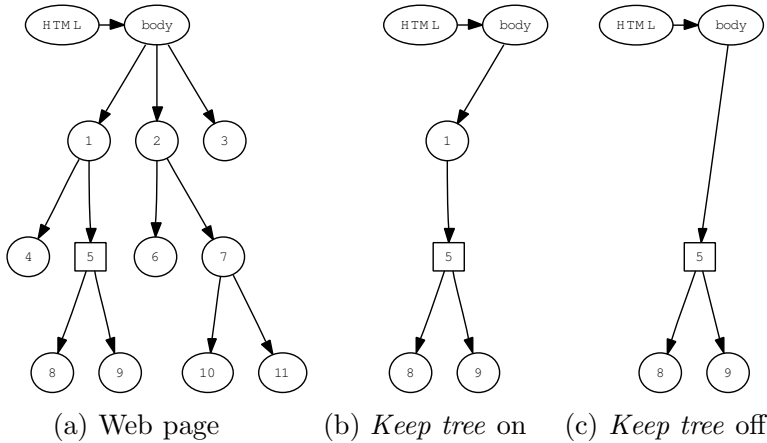 HTML body HTML body HTML body
1 2 3 1
4 5 6 7 5 5
8 9 10 11 8 9 8 9
(a) Web page (b) Keep tree on (c) Keep tree off